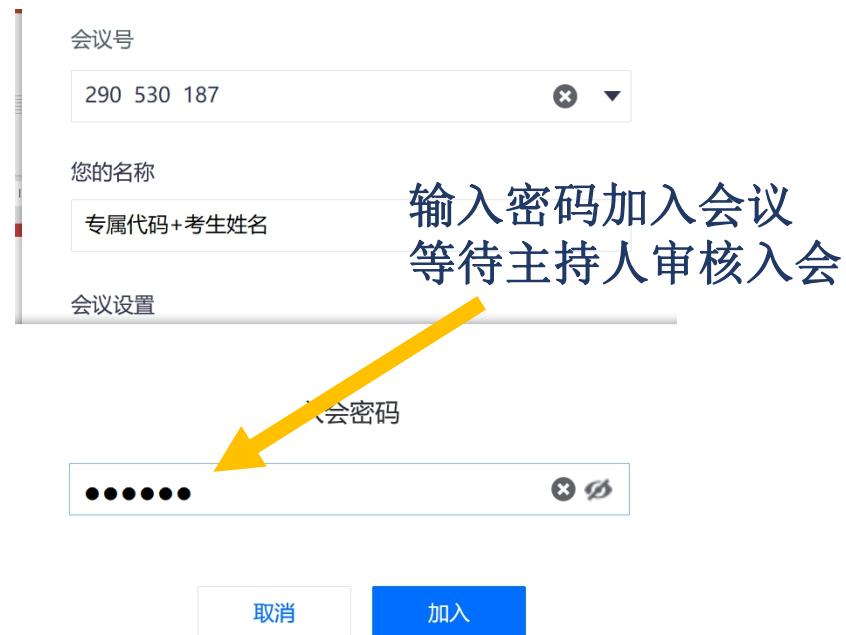 会议号
290 530 187
您的名称
专属代码+考生姓名
输入密码加入会议
等待主持人审核入会
会议设置
会密码
●●●●●●
取消
加入